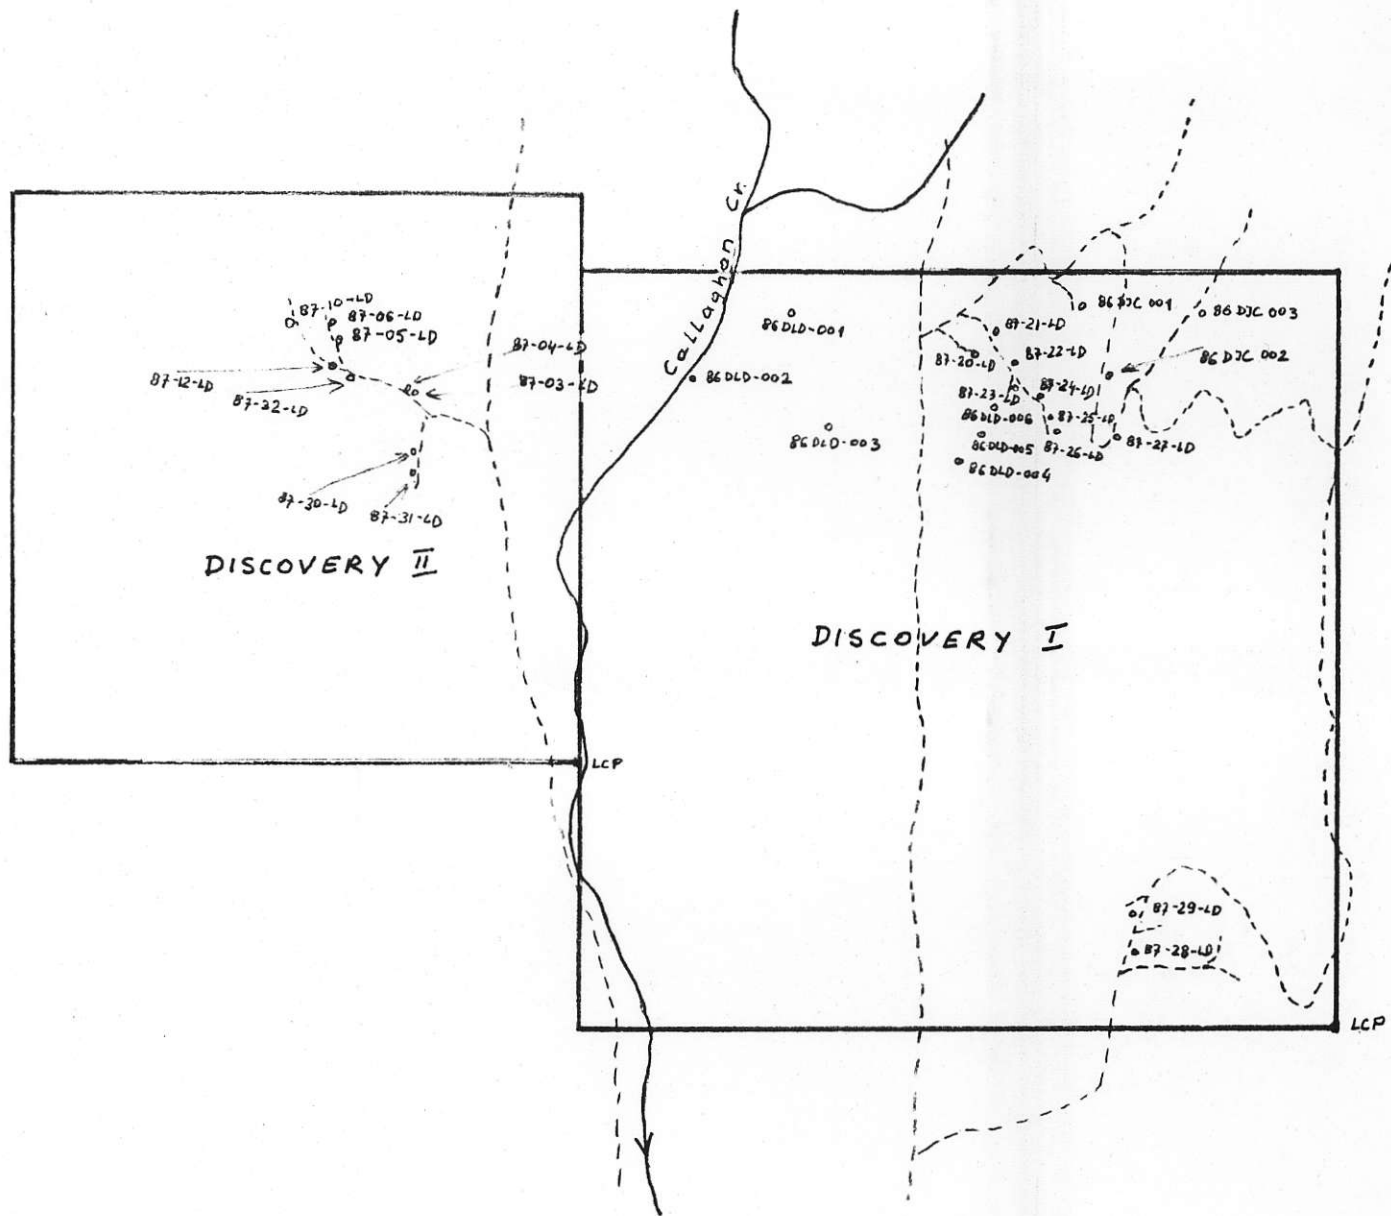 Callaghan Cr.
87-10-LD
87-06-LD
87-05-LD
87-04-LD
87-12-LD
87-32-LD
87-03-LD
87-30-LD
87-31-LD
DISCOVERY II
LCP
86DLD-001
86DLD-002
86DLD-003
86DJC 001
86DJC 003
87-21-LD
87-20-LD
87-22-LD
86DJC 002
87-23-LD
87-24-LD
86DLD-006
87-25-LD
86DLD-005
87-26-LD
87-27-LD
86DLD-004
DISCOVERY I
87-29-LD
87-28-LD
LCP